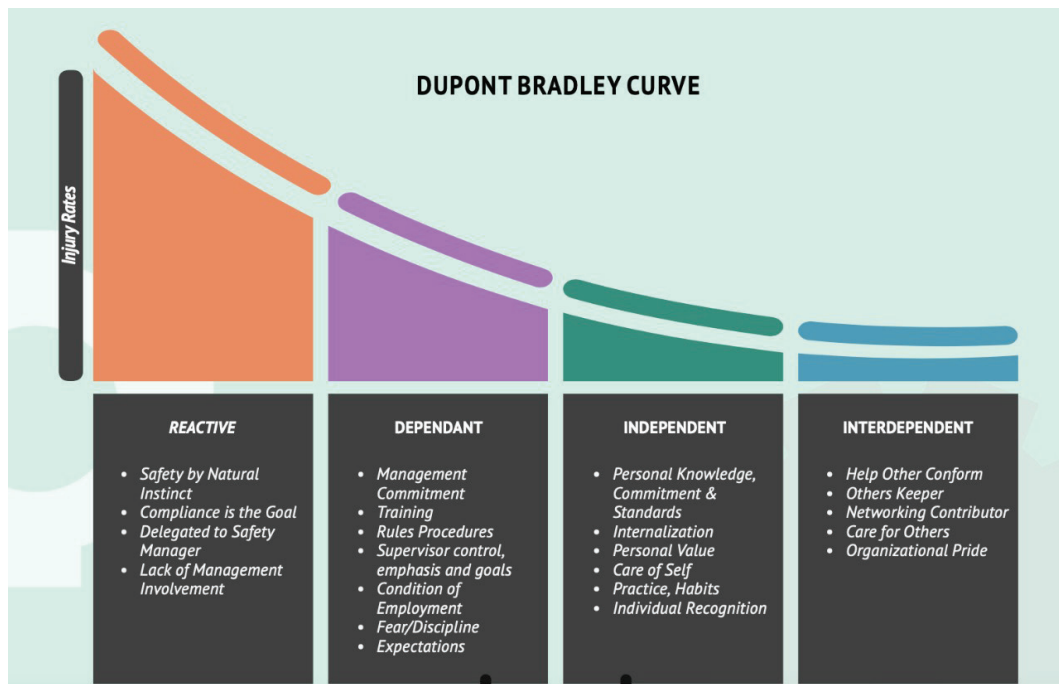 DUPONT BRADLEY CURVE
Injury Rates
REACTIVE
• Safety by Natural
Instinct
• Compliance is the Goal
• Delegated to Safety
Manager
• Lack of Management
Involvement
DEPENDANT
• Management
Commitment
• Training
• Rules Procedures
• Supervisor control,
emphasis and goals
• Condition of
Employment
• Fear/Discipline
• Expectations
INDEPENDENT
• Personal Knowledge,
Commitment &
Standards
• Internalization
• Personal Value
• Care of Self
• Practice, Habits
• Individual Recognition
INTERDEPENDENT
• Help Other Conform
• Others Keeper
• Networking Contributor
• Care for Others
• Organizational Pride